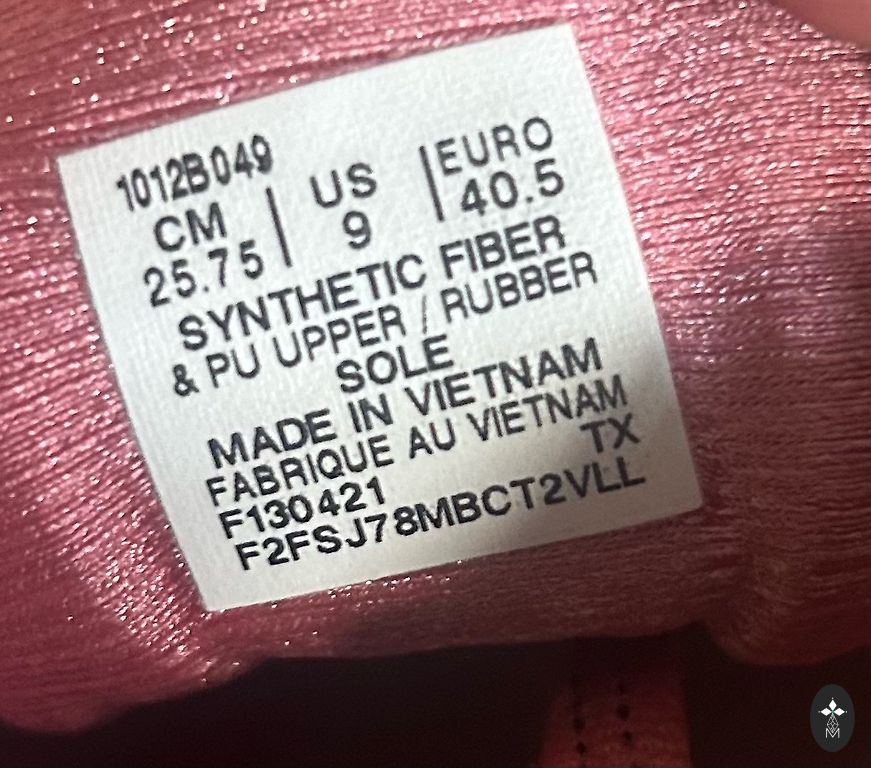 1012B049
CM | US | EURO
25.75 | 9 | 40.5
SYNTHETIC FIBER
& PU UPPER / RUBBER
SOLE
MADE IN VIETNAM
FABRIQUE AU VIETNAM
TX
F130421
F2FSJ78MBCT2VLL
M